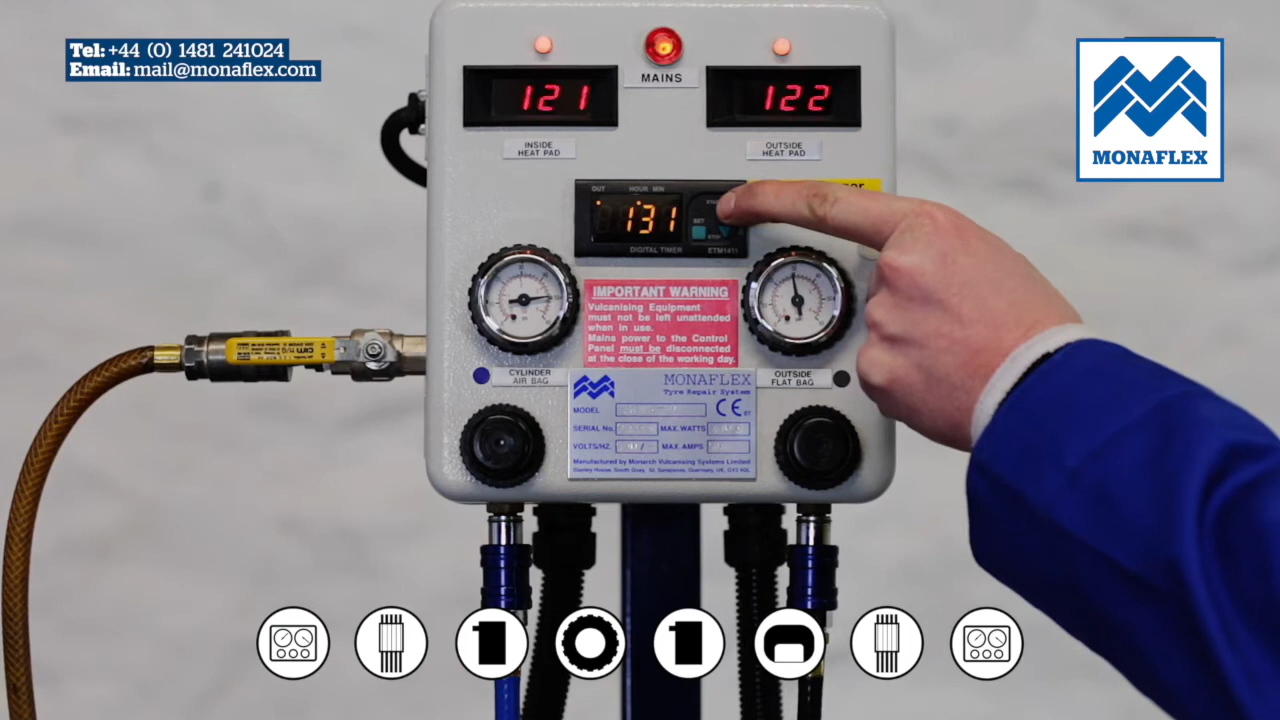 Tel: +44 (0) 1481 241024
Email: mail@monaflex.com
MONAFLEX
MAINS
121
122
INSIDE
HEAT PAD
OUTSIDE
HEAT PAD
OUT HOUR MIN
131
SET
STOP
DIGITAL TIMER ETM1411
IMPORTANT WARNING
Vulcanising Equipment
must not be left unattended
when in use.
Mains power to the Control
Panel must be disconnected
at the close of the working day.
CYLINDER
AIR BAG
OUTSIDE
FLAT BAG
MONAFLEX
Tyre Repair System
MODEL
CE
SERIAL No. MAX. WATTS
VOLTS/HZ. MAX. AMPS
Manufactured by Monarch Vulcanising Systems Limited